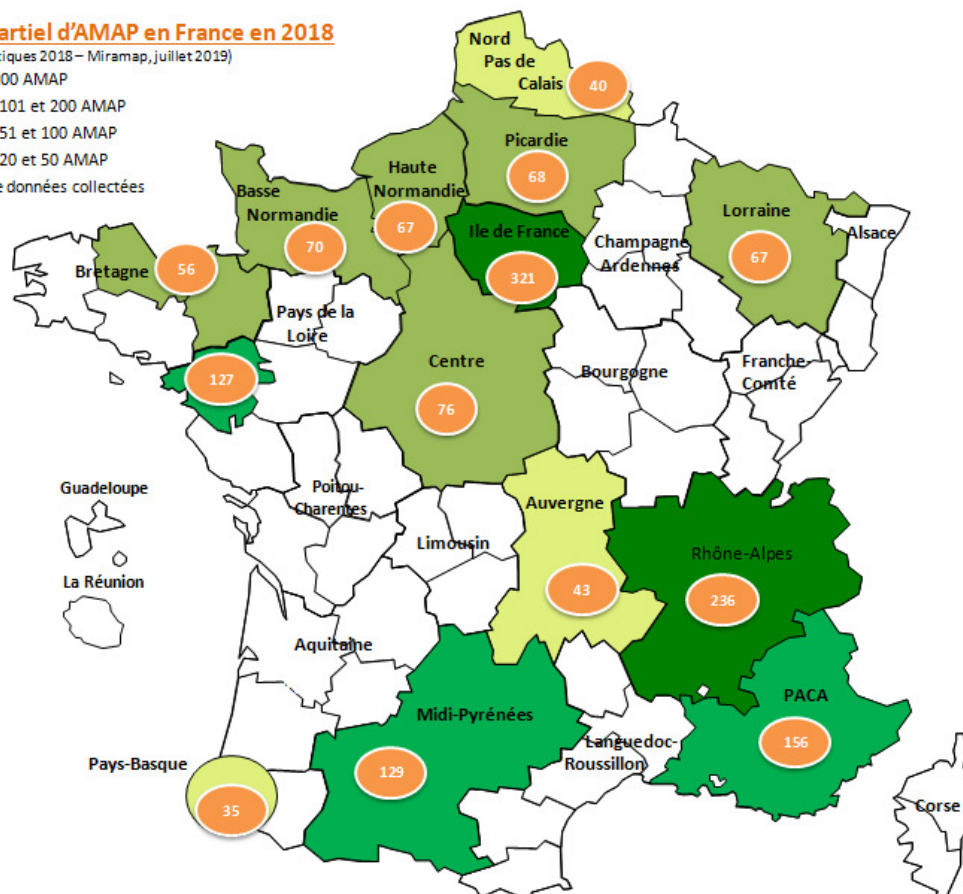 artiel d'AMAP en France en 2018
iques 2018 – Miramap, juillet 2019)
00 AMAP
101 et 200 AMAP
51 et 100 AMAP
20 et 50 AMAP
e données collectées
Nord
Pas de
Calais
40
Picardie
68
Haute
Normandie
67
Basse
Normandie
70
Ile de France
321
Champagne
Ardennes
Lorraine
67
Alsace
Bretagne
56
Pays de la
Loire
127
Centre
76
Bourgogne
Franche-
Comté
Guadeloupe
La Réunion
Poitou-
Charentes
Limousin
Auvergne
43
Rhône-Alpes
236
Aquitaine
Midi-Pyrénées
129
Languedoc-
Roussillon
PACA
156
Pays-Basque
35
Corse